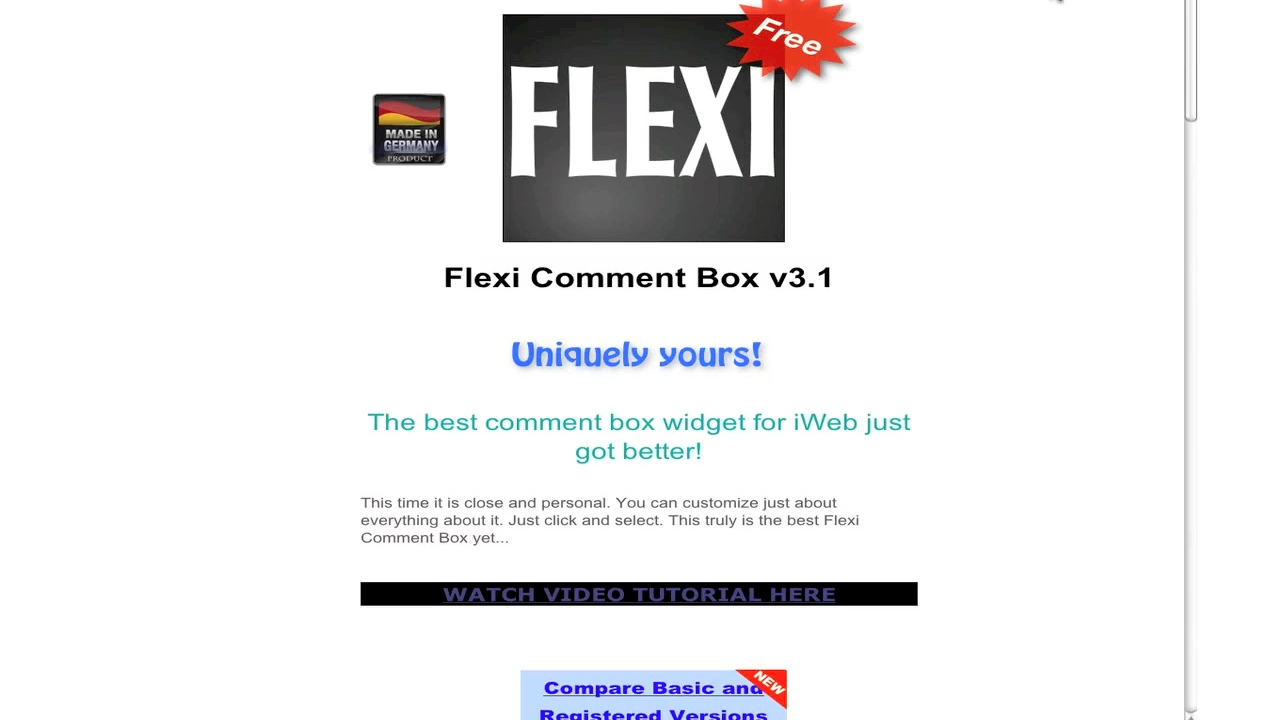 Free
FLEXI
MADE IN
GERMANY
PRODUCT
Flexi Comment Box v3.1
Uniquely yours!
The best comment box widget for iWeb just
got better!
This time it is close and personal. You can customize just about
everything about it. Just click and select. This truly is the best Flexi
Comment Box yet...
WATCH VIDEO TUTORIAL HERE
NEW
Compare Basic and
Registered Versions